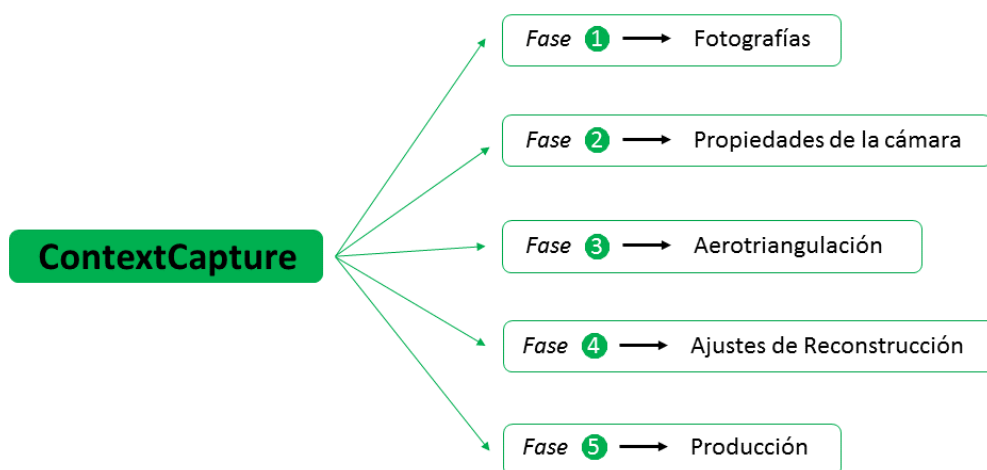 Fase 1 Fotografías
Fase 2 Propiedades de la cámara
ContextCapture
Fase 3 Aerotriangulación
Fase 4 Ajustes de Reconstrucción
Fase 5 Producción